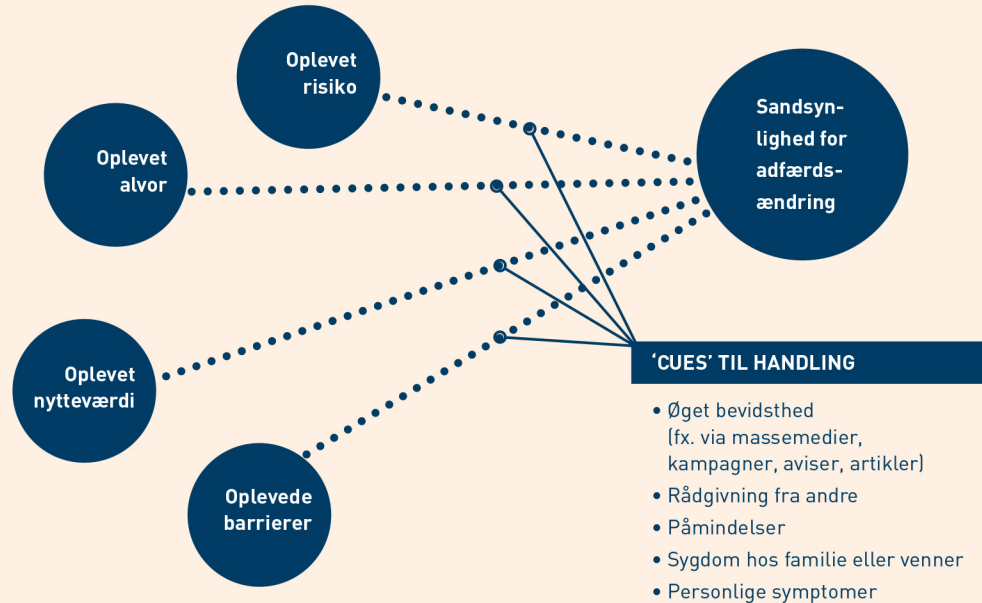 Oplevet
risiko
Oplevet
alvor
Oplevet
nytteværdi
Oplevede
barrierer
Sandsyn-
lighed for
adfærds-
ændring
‘CUES’ TIL HANDLING
• Øget bevidsthed
(fx. via massemedier,
kampagner, aviser, artikler)
• Rådgivning fra andre
• Påmindelser
• Sygdom hos familie eller venner
• Personlige symptomer